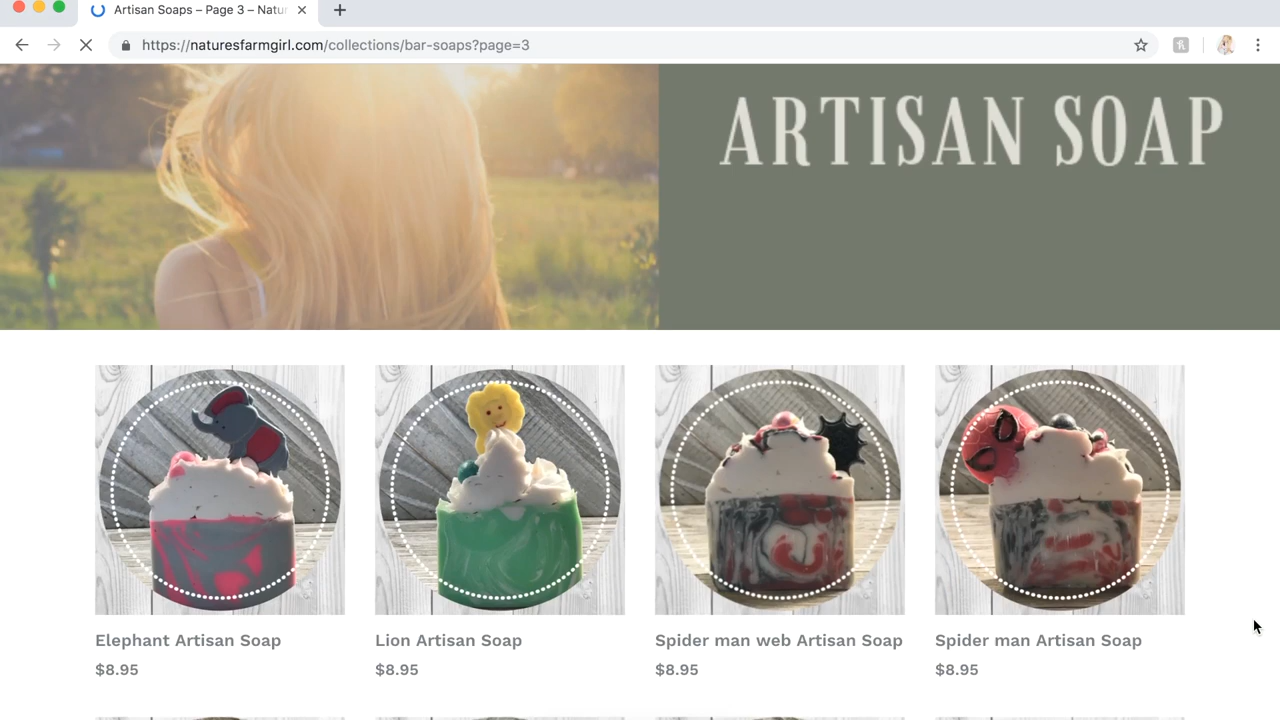 Artisan Soaps – Page 3 – Natur
https://naturesfarmgirl.com/collections/bar-soaps?page=3
ARTISAN SOAP
Elephant Artisan Soap
$8.95
Lion Artisan Soap
$8.95
Spider man web Artisan Soap
$8.95
Spider man Artisan Soap
$8.95